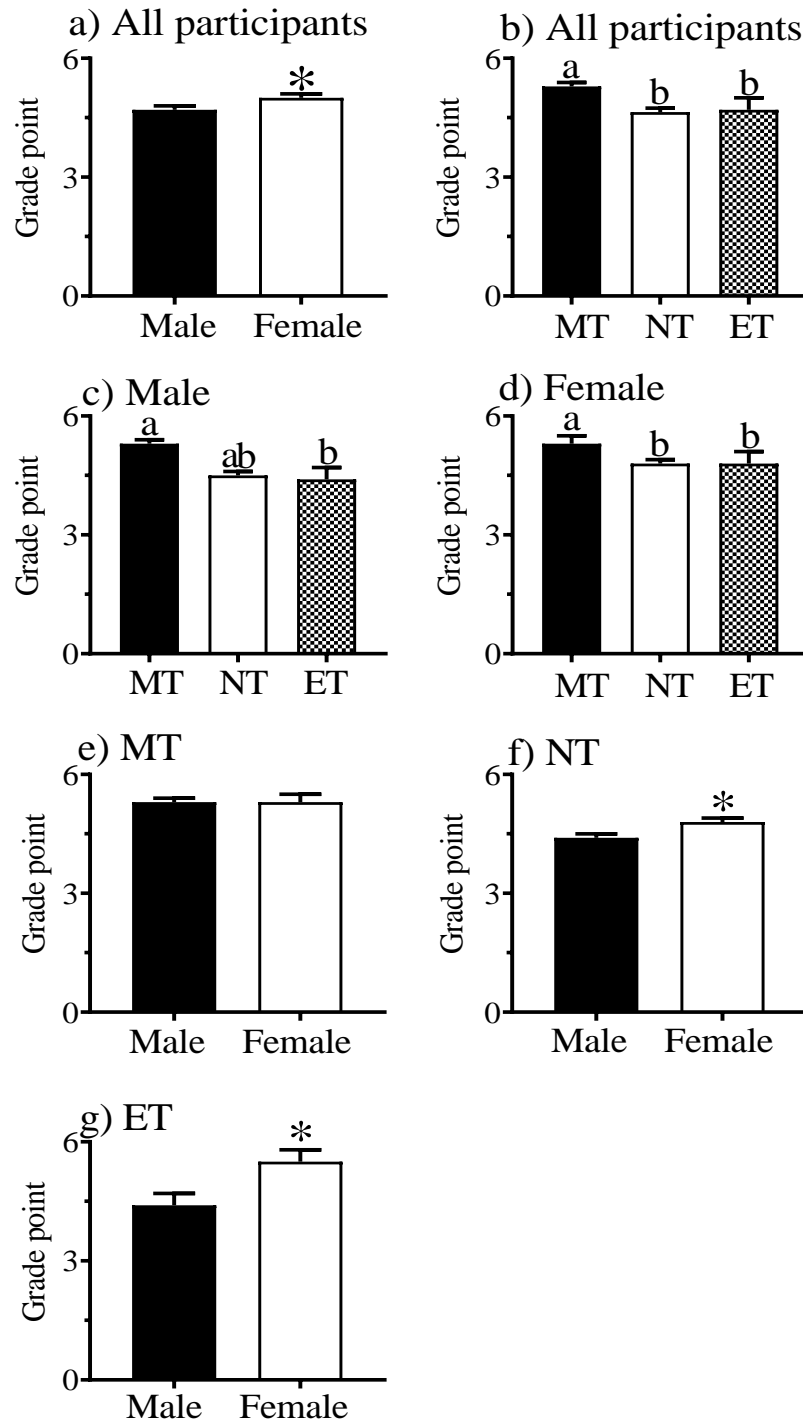 a) All participants
6
*
Grade point
3
0
Male Female
b) All participants
6
a
b
b
Grade point
3
0
MT NT ET
c) Male
6
a
ab
b
Grade point
3
0
MT NT ET
d) Female
6
a
b
b
Grade point
3
0
MT NT ET
e) MT
6
Grade point
3
0
Male Female
f) NT
6
*
Grade point
3
0
Male Female
g) ET
6
*
Grade point
3
0
Male Female